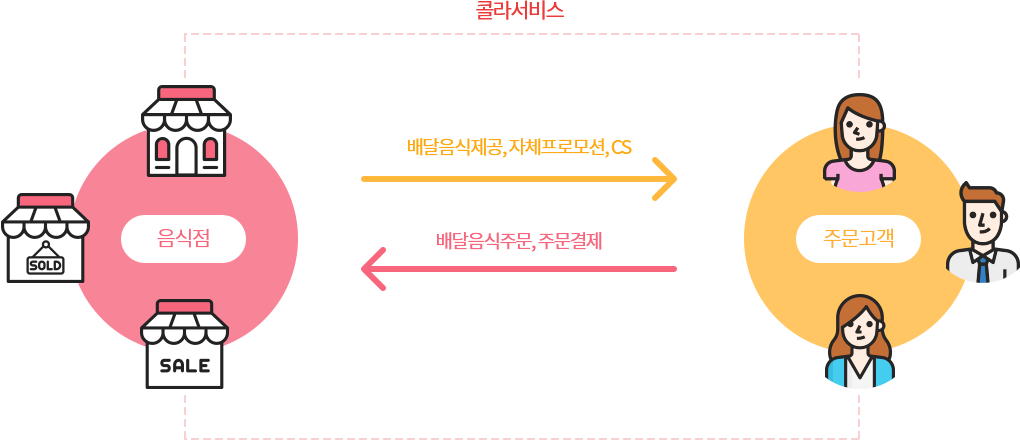 콜라서비스
배달음식제공, 자체프로모션, CS
음식점
주문고객
배달음식주문, 주문결제
SOLD
SALE